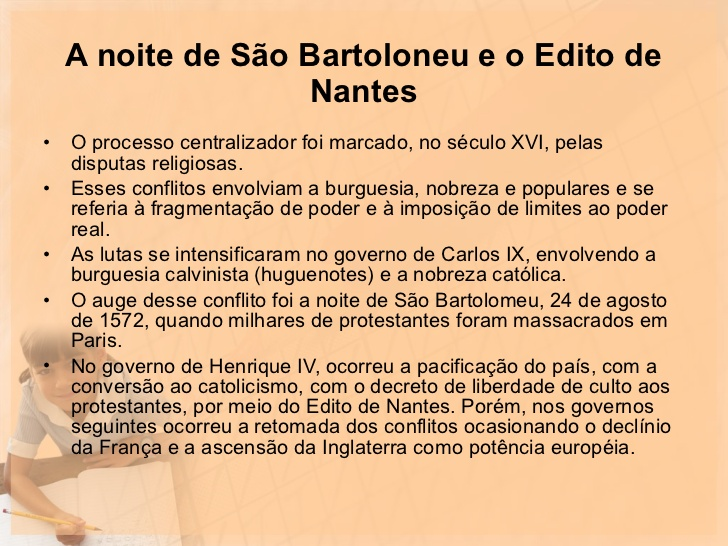 A noite de São Bartoloneu e o Edito de
Nantes
• O processo centralizador foi marcado, no século XVI, pelas
disputas religiosas.
• Esses conflitos envolviam a burguesia, nobreza e populares e se
referia à fragmentação de poder e à imposição de limites ao poder
real.
• As lutas se intensificaram no governo de Carlos IX, envolvendo a
burguesia calvinista (huguenotes) e a nobreza católica.
• O auge desse conflito foi a noite de São Bartolomeu, 24 de agosto
de 1572, quando milhares de protestantes foram massacrados em
Paris.
• No governo de Henrique IV, ocorreu a pacificação do país, com a
conversão ao catolicismo, com o decreto de liberdade de culto aos
protestantes, por meio do Edito de Nantes. Porém, nos governos
seguintes ocorreu a retomada dos conflitos ocasionando o declínio
da França e a ascensão da Inglaterra como potência européia.